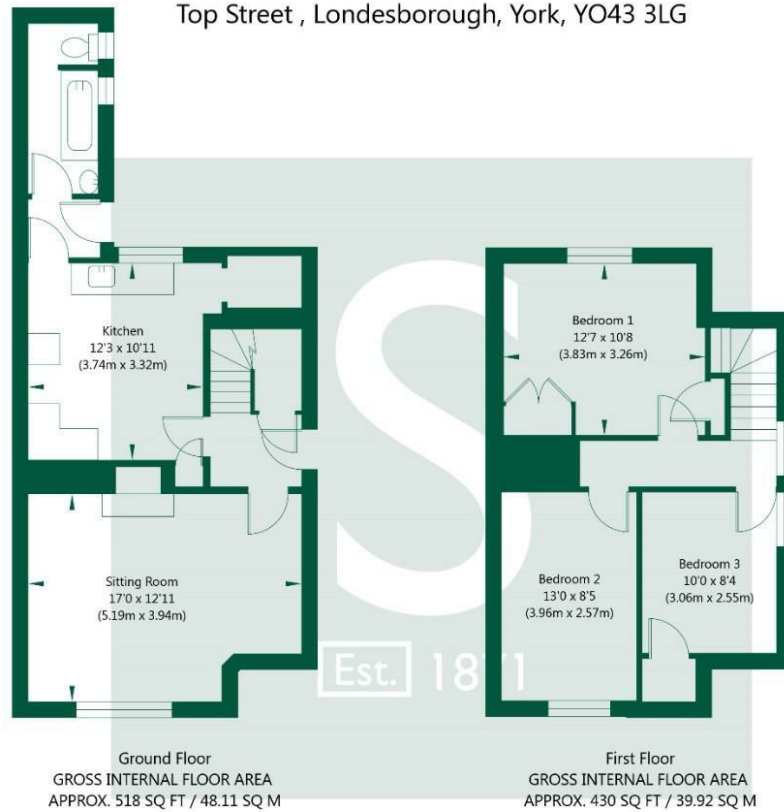 Top Street , Londesborough, York, YO43 3LG
Kitchen
12'3 x 10'11
(3.74m x 3.32m)
Sitting Room
17'0 x 12'11
(5.19m x 3.94m)
Bedroom 1
12'7 x 10'8
(3.83m x 3.26m)
Bedroom 2
13'0 x 8'5
(3.96m x 2.57m)
Bedroom 3
10'0 x 8'4
(3.06m x 2.55m)
S
Est. 1871
Ground Floor
GROSS INTERNAL FLOOR AREA
APPROX. 518 SQ FT / 48.11 SQ M
First Floor
GROSS INTERNAL FLOOR AREA
APPROX. 430 SQ FT / 39.92 SQ M